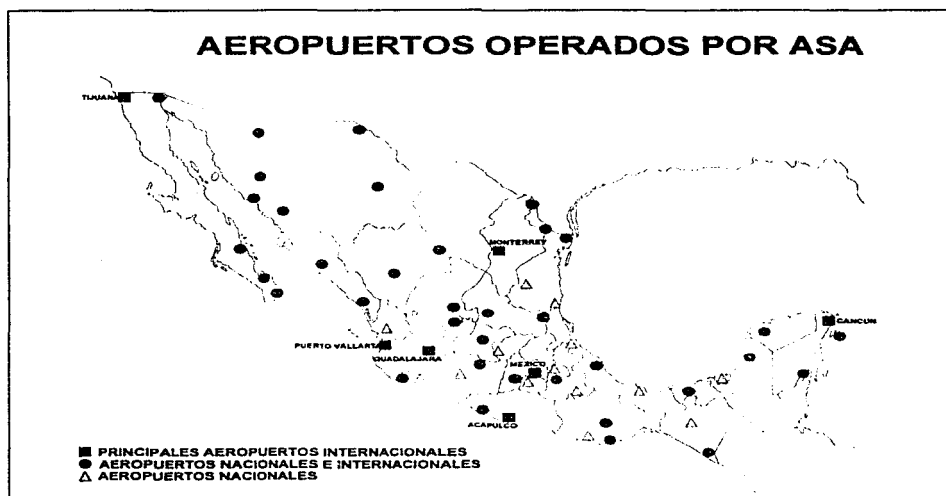 AEROPUERTOS OPERADOS POR ASA
TIJUANA
MONTERREY
CANCUN
PUERTO VALLARTA
GUADALAJARA
MEXICO
ACAPULCO
PRINCIPALES AEROPUERTOS INTERNACIONALES
AEROPUERTOS NACIONALES E INTERNACIONALES
AEROPUERTOS NACIONALES